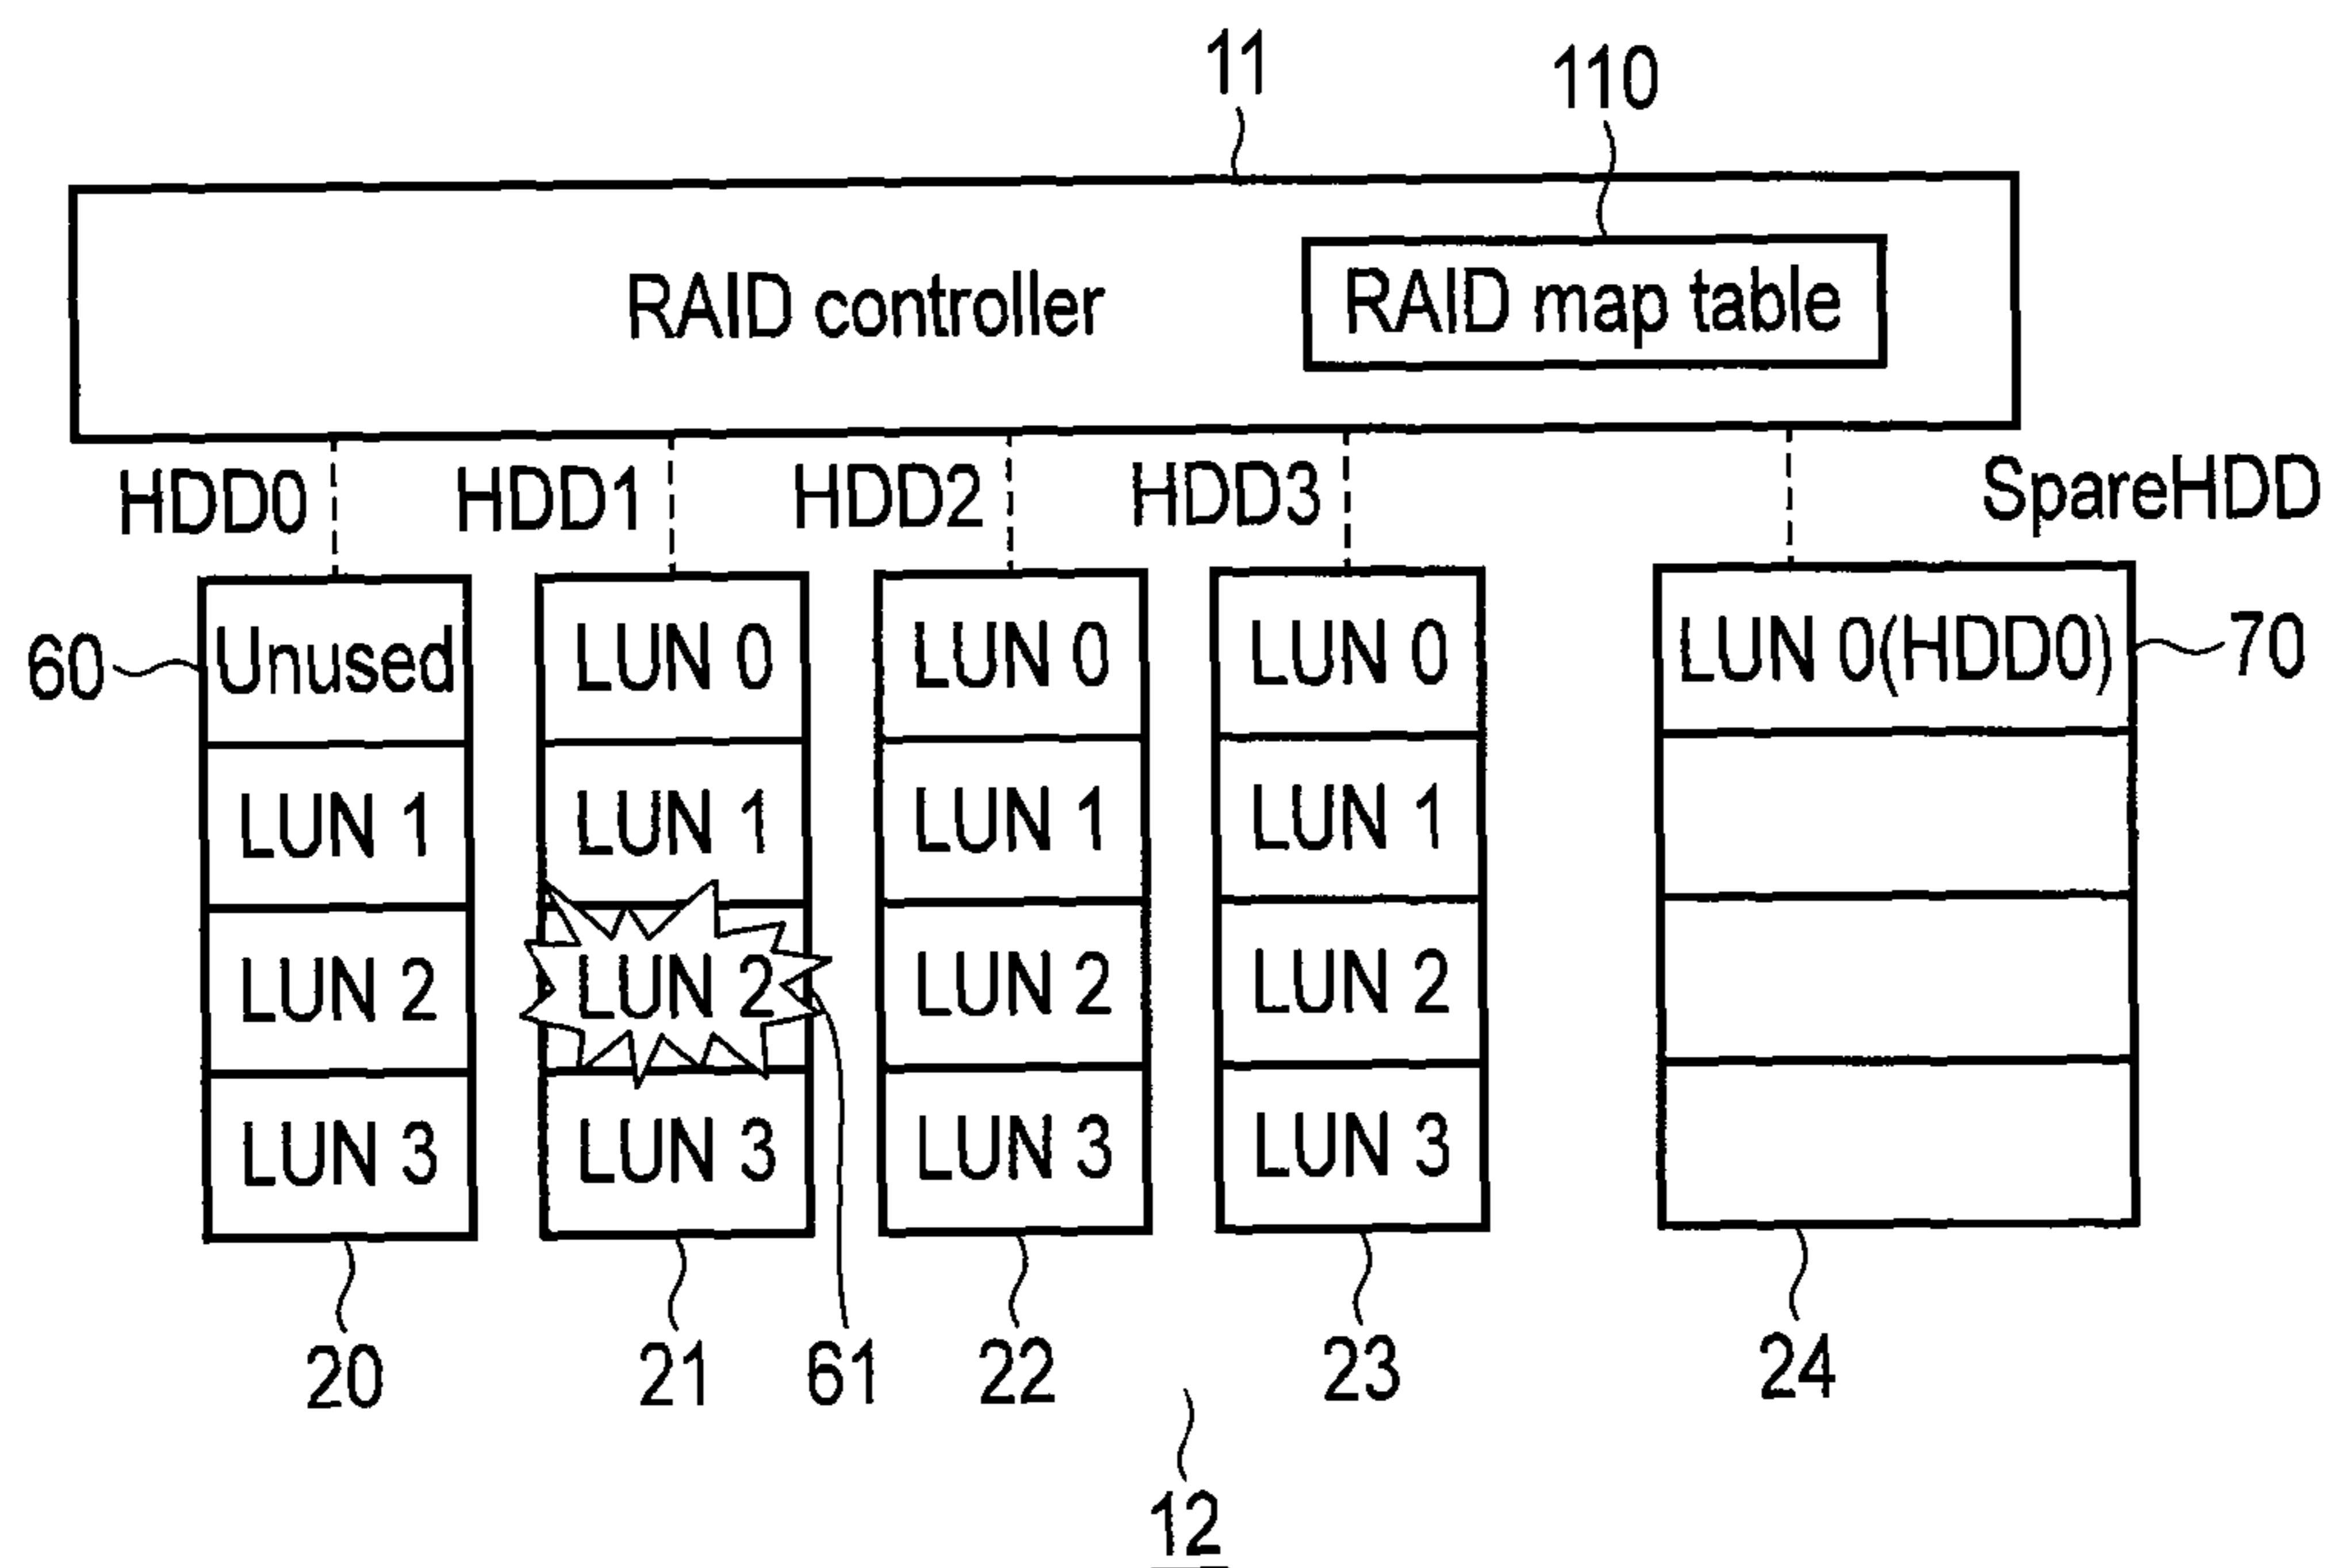 11
110
RAID controller
RAID map table
HDD0
HDD1
HDD2
HDD3
SpareHDD
60
Unused
LUN 0
LUN 0
LUN 0
LUN 0(HDD0)
70
LUN 1
LUN 1
LUN 1
LUN 1
LUN 2
LUN 2
LUN 2
LUN 2
LUN 3
LUN 3
LUN 3
LUN 3
20
21
61
22
23
24
12